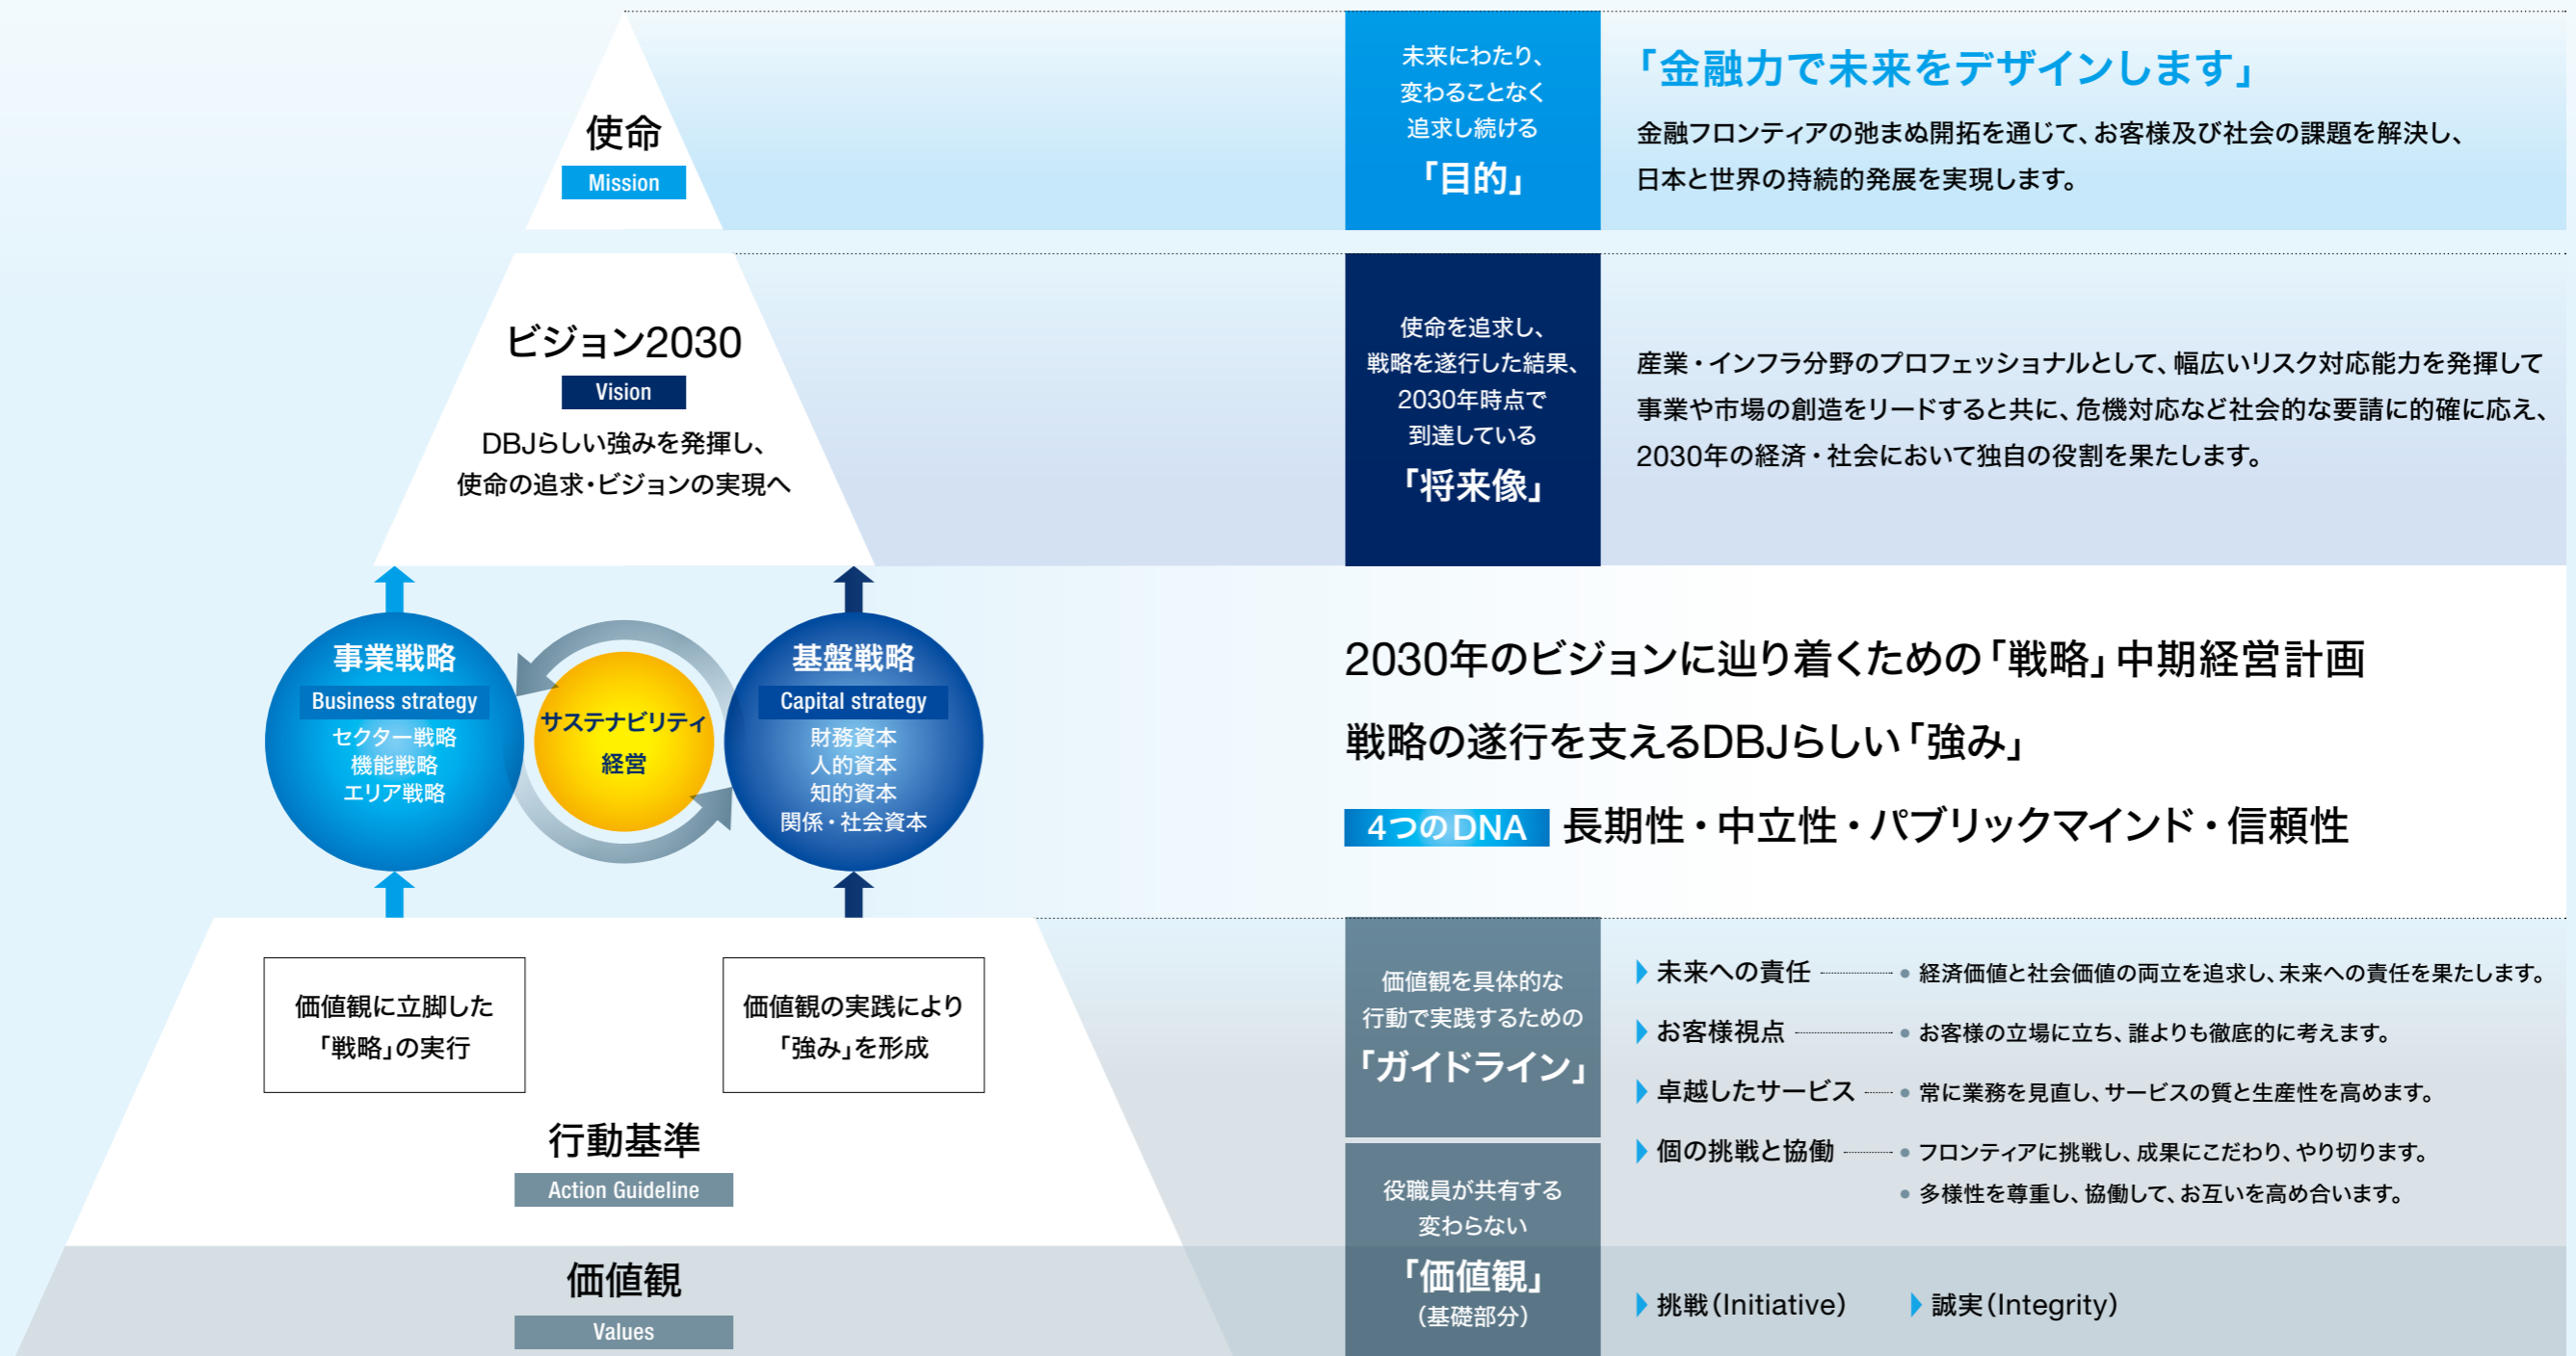 使命
Mission
未来にわたり、
変わることなく
追求し続ける
「目的」
「金融力で未来をデザインします」
金融フロンティアの弛まぬ開拓を通じて、お客様及び社会の課題を解決し、
日本と世界の持続的発展を実現します。
ビジョン2030
Vision
DBJらしい強みを発揮し、
使命の追求・ビジョンの実現へ
使命を追求し、
戦略を遂行した結果、
2030年時点で
到達している
「将来像」
産業・インフラ分野のプロフェッショナルとして、幅広いリスク対応能力を発揮して
事業や市場の創造をリードすると共に、危機対応など社会的な要請に的確に応え、
2030年の経済・社会において独自の役割を果たします。
事業戦略
Business strategy
セクター戦略
機能戦略
エリア戦略
サステナビリティ
経営
基盤戦略
Capital strategy
財務資本
人的資本
知的資本
関係・社会資本
2030年のビジョンに辿り着くための「戦略」中期経営計画
戦略の遂行を支えるDBJらしい「強み」
4つのDNA 長期性・中立性・パブリックマインド・信頼性
価値観に立脚した
「戦略」の実行
価値観の実践により
「強み」を形成
行動基準
Action Guideline
価値観を具体的な
行動で実践するための
「ガイドライン」
未来への責任 ● 経済価値と社会価値の両立を追求し、未来への責任を果たします。
お客様視点 ● お客様の立場に立ち、誰よりも徹底的に考えます。
卓越したサービス ● 常に業務を見直し、サービスの質と生産性を高めます。
個の挑戦と協働 ● フロンティアに挑戦し、成果にこだわり、やり切ります。
● 多様性を尊重し、協働して、お互いを高め合います。
価値観
Values
役職員が共有する
変わらない
「価値観」
（基礎部分）
挑戦（Initiative） 誠実（Integrity）